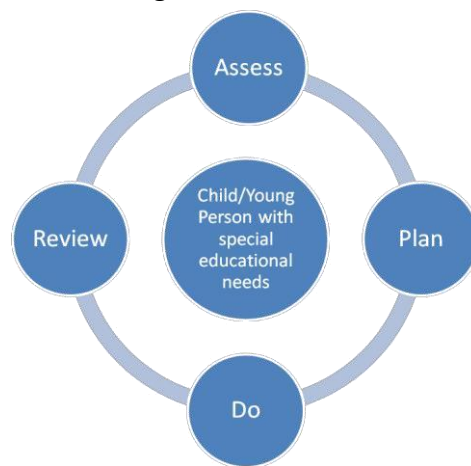 Assess
Child/Young
Person with
special
educational
needs
Review
Plan
Do